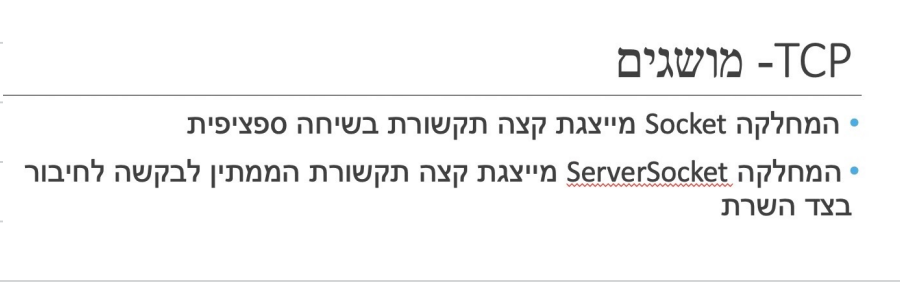 TCP- מושגים
• המחלקה Socket מייצגת קצה תקשורת בשיחה ספציפית
• המחלקה ServerSocket מייצגת קצה תקשורת הממתין לבקשה לחיבור
בצד השרת